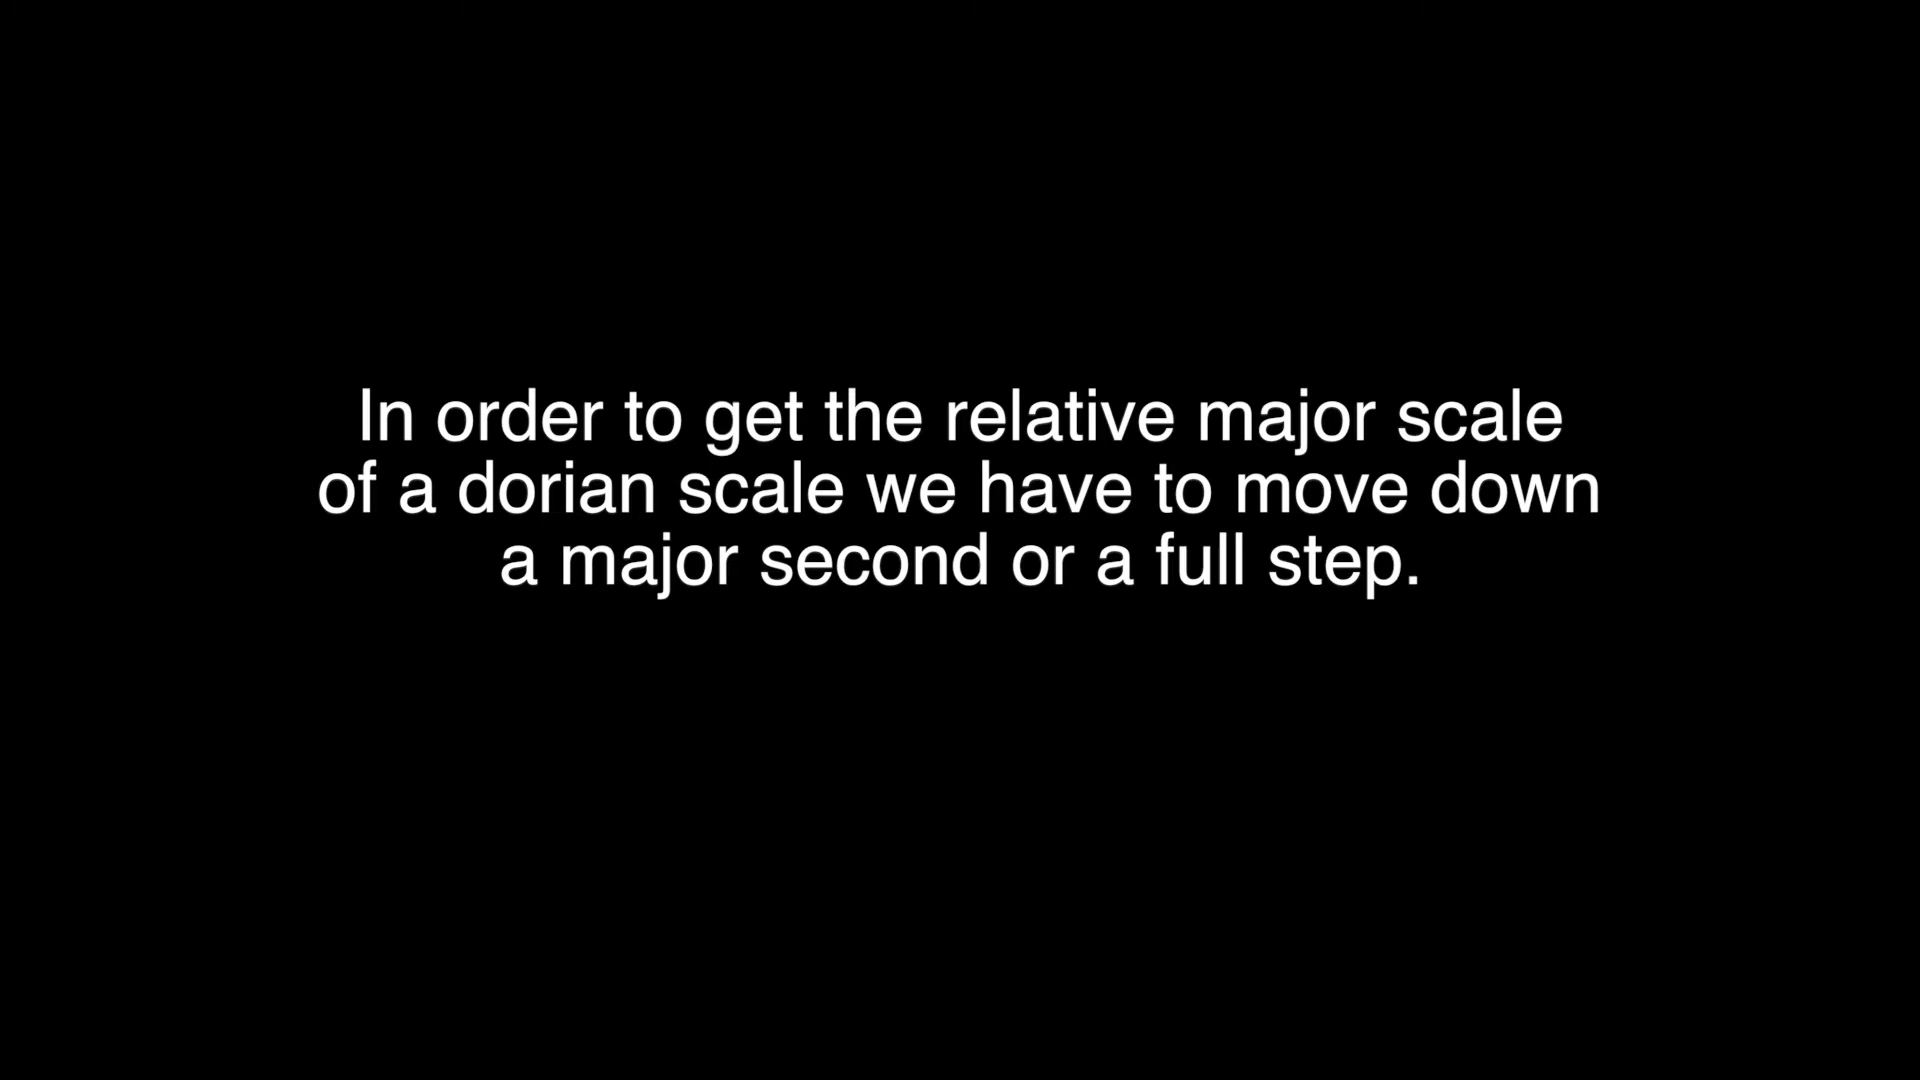 In order to get the relative major scale
of a dorian scale we have to move down
a major second or a full step.